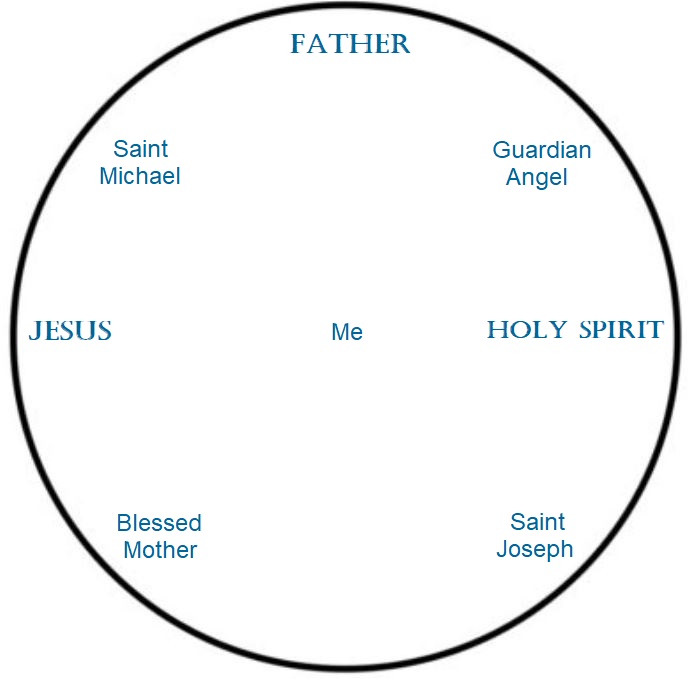 FATHER
Saint
Michael
Guardian
Angel
JESUS
Me
HOLY SPIRIT
Blessed
Mother
Saint
Joseph